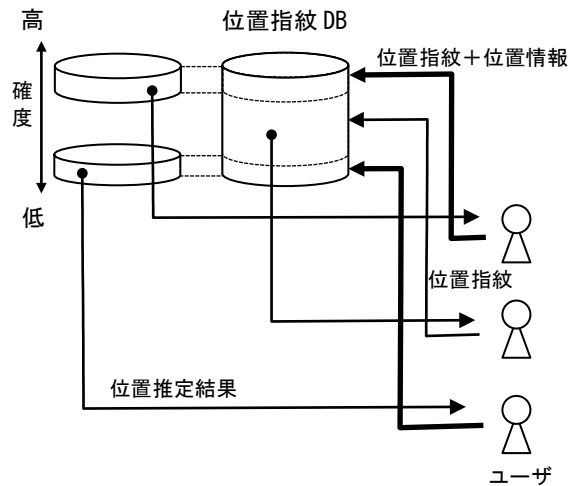 高
位置指紋 DB
位置指紋＋位置情報
確度
低
位置指紋
位置推定結果
ユーザ